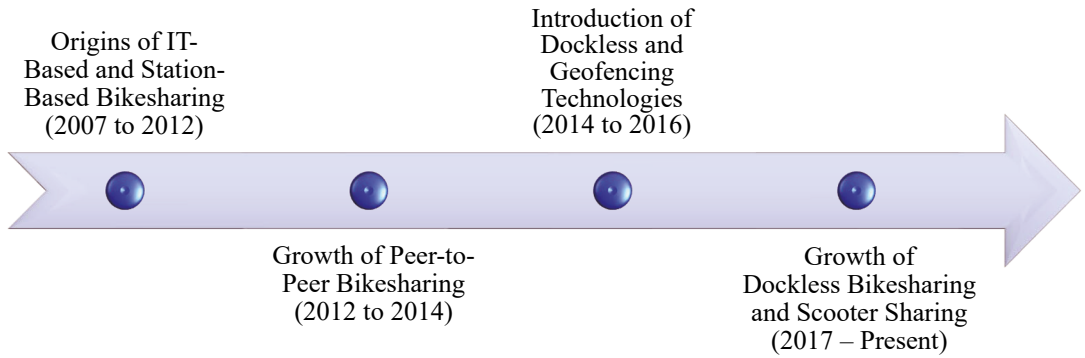 Origins of IT-
Based and Station-
Based Bikesharing
(2007 to 2012)
Growth of Peer-to-
Peer Bikesharing
(2012 to 2014)
Introduction of
Dockless and
Geofencing
Technologies
(2014 to 2016)
Growth of
Dockless Bikesharing
and Scooter Sharing
(2017 – Present)